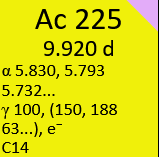 Ac 225
9.920 d
α 5.830, 5.793
5.732...
γ 100, (150, 188
63...), e⁻
C14